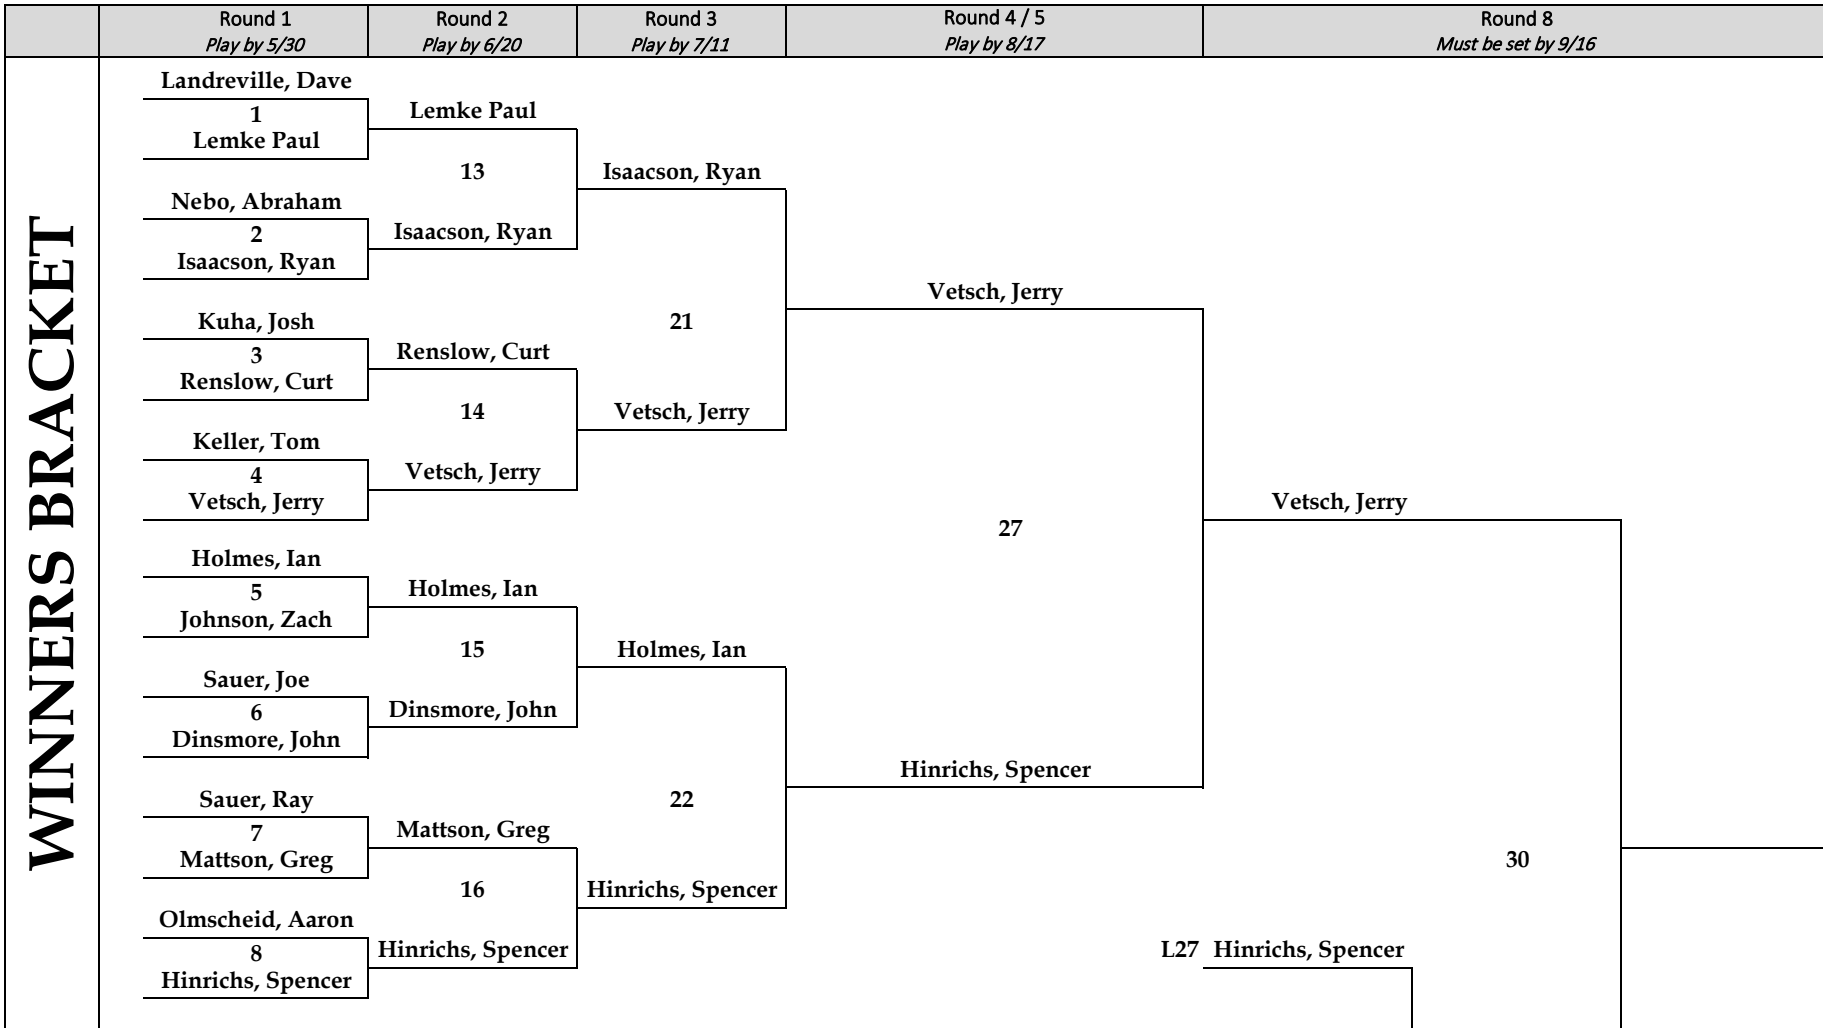 Round 1
Play by 5/30
Round 2
Play by 6/20
Round 3
Play by 7/11
Round 4 / 5
Play by 8/17
Round 8
Must be set by 9/16
WINNERS BRACKET
Landreville, Dave
1
Lemke Paul
Nebo, Abraham
2
Isaacson, Ryan
Kuha, Josh
3
Renslow, Curt
Keller, Tom
4
Vetsch, Jerry
Holmes, Ian
5
Johnson, Zach
Sauer, Joe
6
Dinsmore, John
Sauer, Ray
7
Mattson, Greg
Olmscheid, Aaron
8
Hinrichs, Spencer
Lemke Paul
13
Isaacson, Ryan
Renslow, Curt
14
Vetsch, Jerry
Holmes, Ian
15
Dinsmore, John
Mattson, Greg
16
Hinrichs, Spencer
Isaacson, Ryan
21
Vetsch, Jerry
Holmes, Ian
22
Hinrichs, Spencer
Vetsch, Jerry
27
Hinrichs, Spencer
Vetsch, Jerry
30
L27 Hinrichs, Spencer